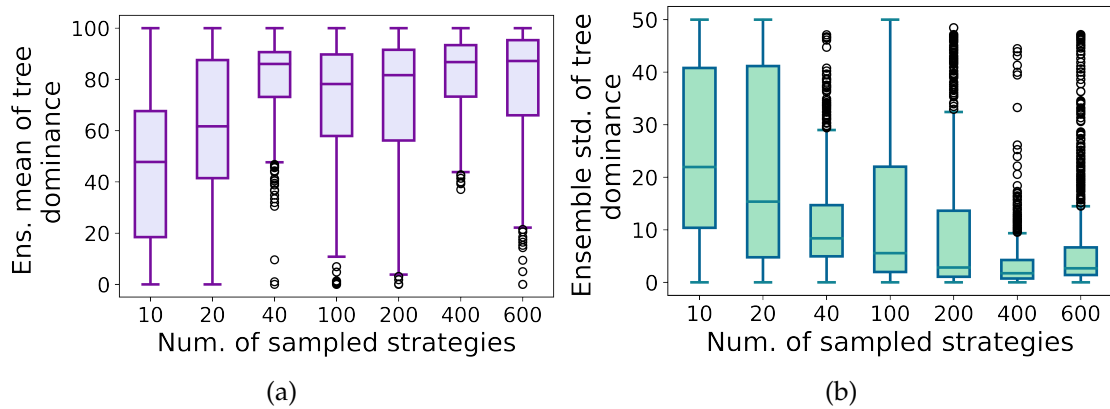 Ens. mean of tree
dominance
100
80
60
40
20
0
10 20 40 100 200 400 600
Num. of sampled strategies
(a)
Ensemble std. of tree
dominance
50
40
30
20
10
0
10 20 40 100 200 400 600
Num. of sampled strategies
(b)